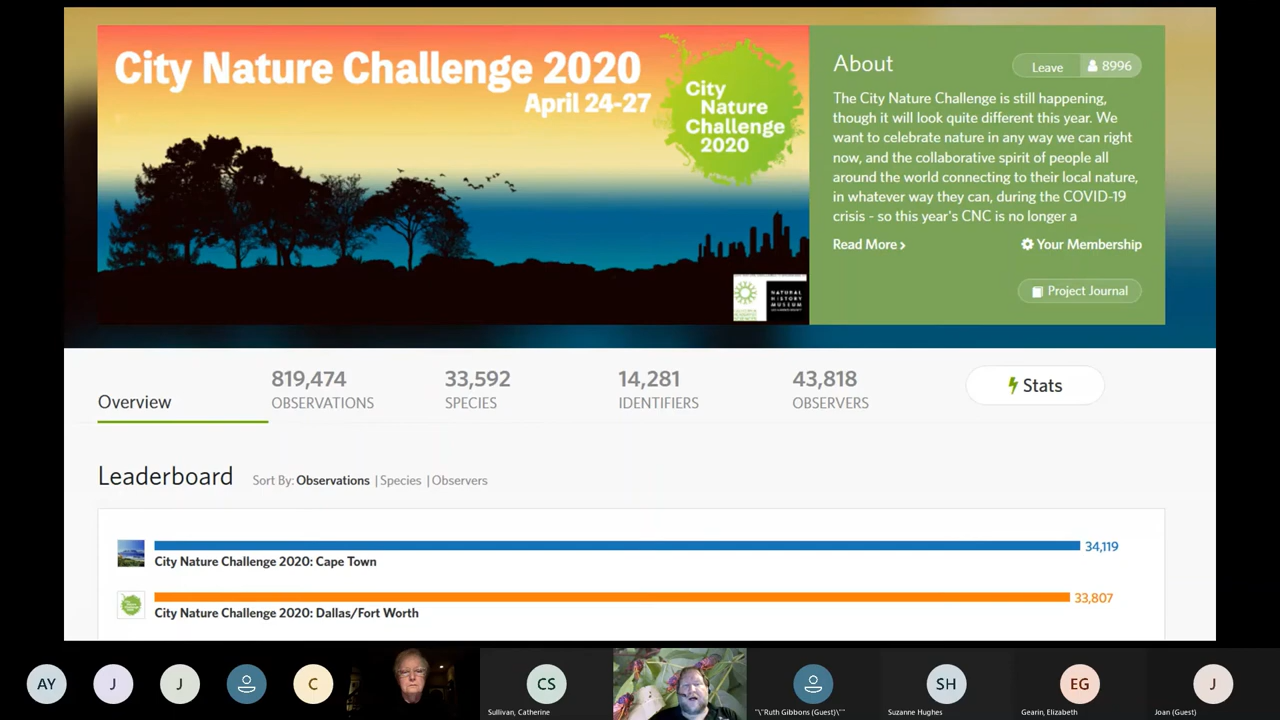 City Nature Challenge 2020
April 24-27
City
Nature
Challenge
2020
NATURAL
HISTORY
MUSEUM
About
Leave 8996
The City Nature Challenge is still happening,
though it will look quite different this year. We
want to celebrate nature in any way we can right
now, and the collaborative spirit of people all
around the world connecting to their local nature,
in whatever way they can, during the COVID-19
crisis - so this year's CNC is no longer a
Read More >
Your Membership
Project Journal
Overview
819,474
OBSERVATIONS
33,592
SPECIES
14,281
IDENTIFIERS
43,818
OBSERVERS
Stats
Leaderboard
Sort By: Observations | Species | Observers
34,119
City Nature Challenge 2020: Cape Town
33,807
City Nature Challenge 2020: Dallas/Fort Worth
AY
J
J
C
CS
Sullivan, Catherine
"\"Ruth Gibbons (Guest)\""
SH
Suzanne Hughes
EG
Gearin, Elizabeth
J
Joan (Guest)